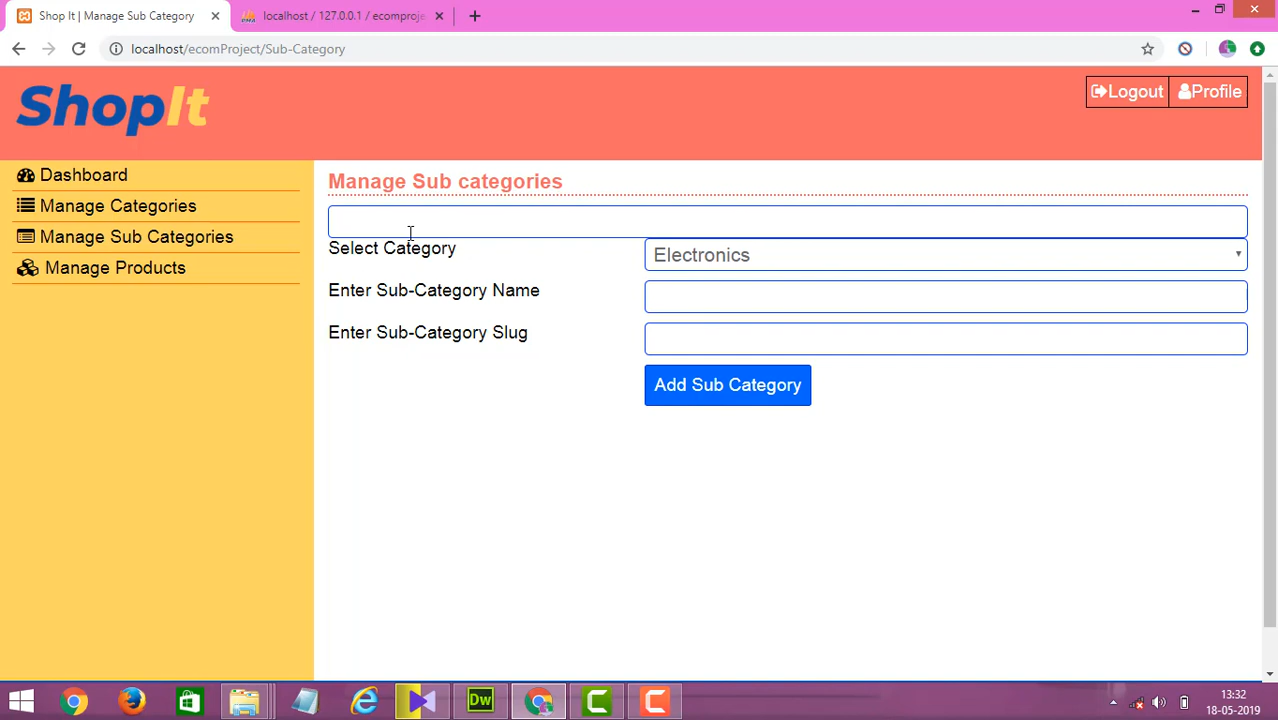 Shop It | Manage Sub Category
localhost / 127.0.0.1 / ecomproje
localhost/ecomProject/Sub-Category
ShopIt
Logout
Profile
Dashboard
Manage Categories
Manage Sub Categories
Manage Products
Manage Sub categories
Select Category
Electronics
Enter Sub-Category Name
Enter Sub-Category Slug
Add Sub Category
Dw
13:32
18-05-2019